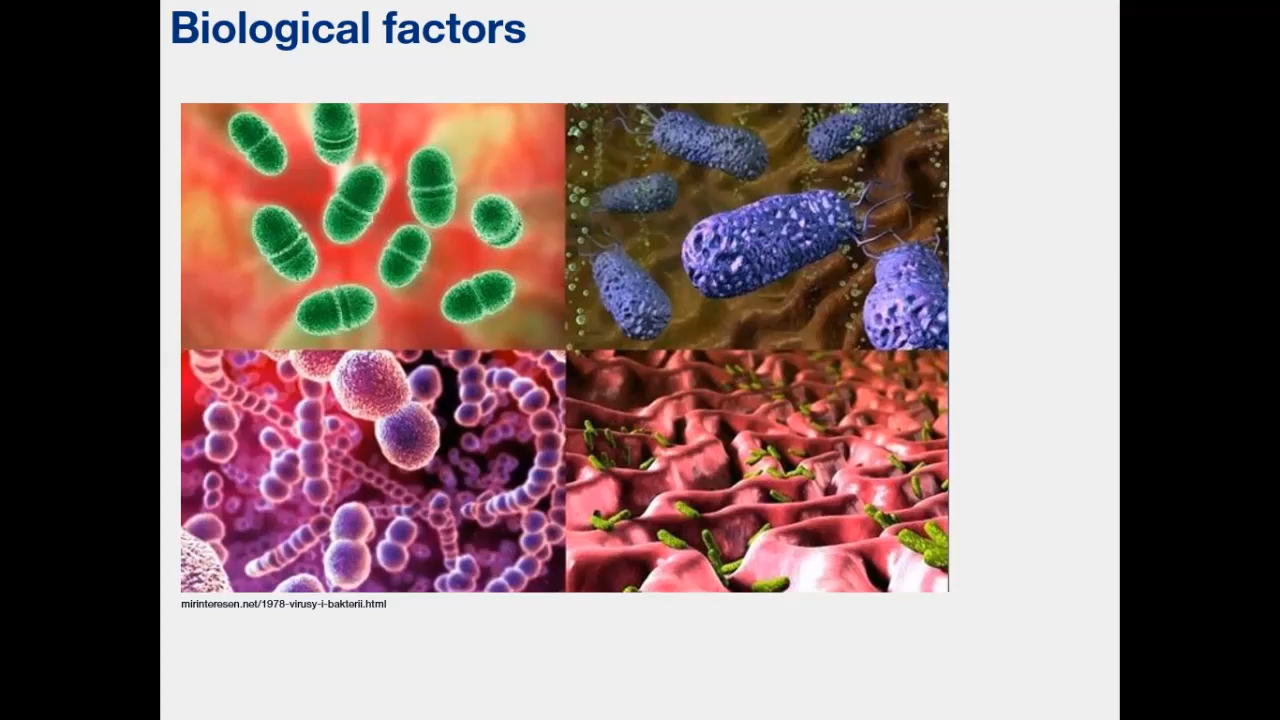 Biological factors
mirinteresen.net/1978-virusy-i-bakterii.html